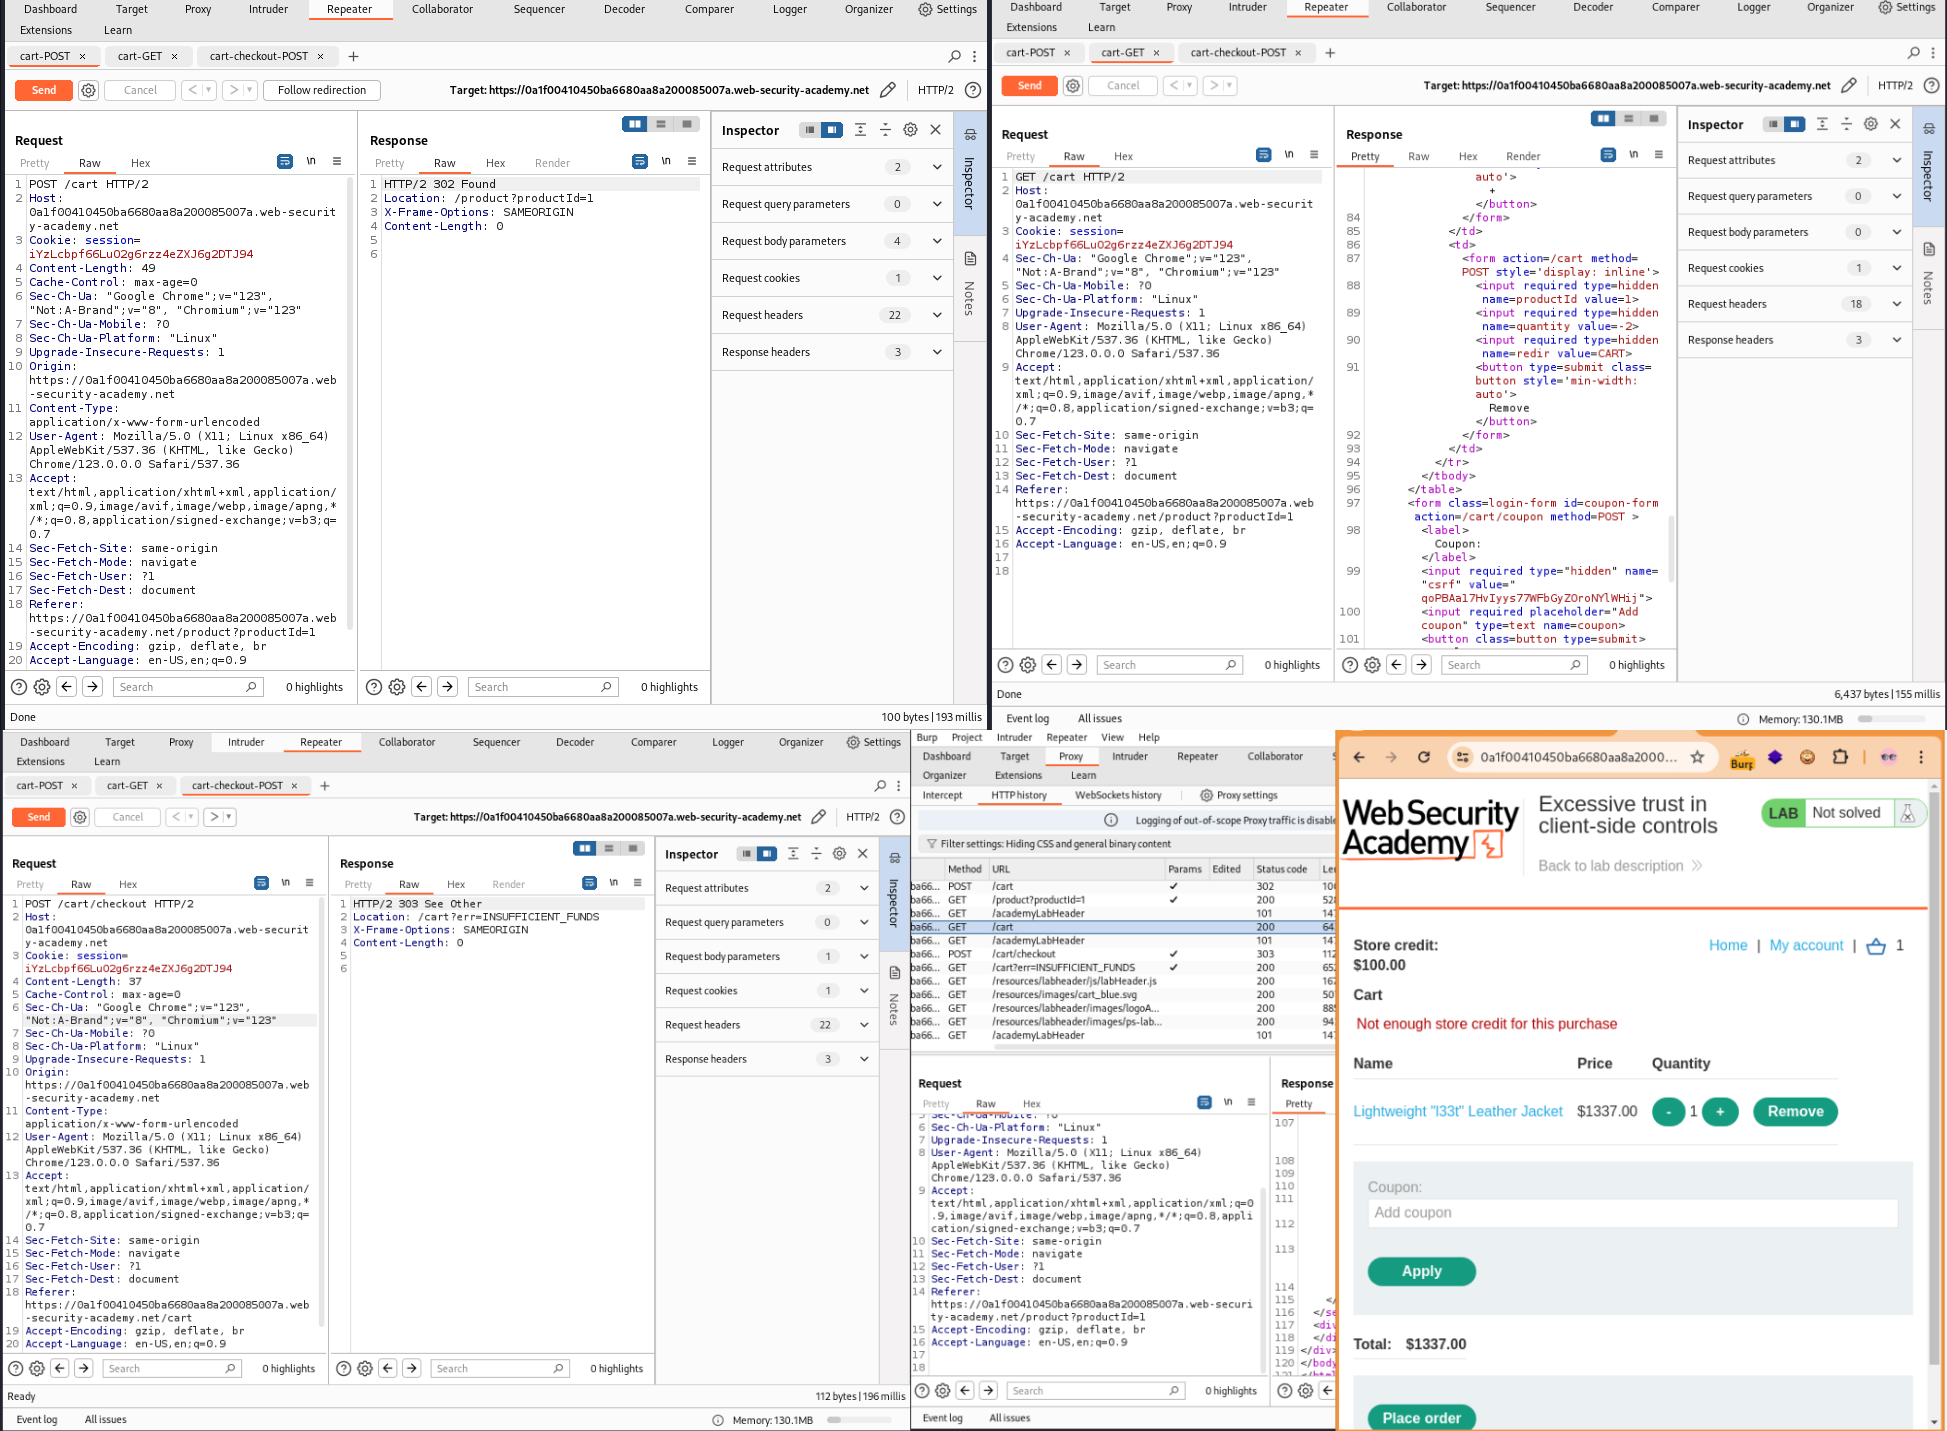 Dashboard Target Proxy Intruder Repeater Collaborator Sequencer Decoder Comparer Logger Organizer Settings
Extensions Learn
cart-POST × cart-GET × cart-checkout-POST × +
Send Cancel < > Follow redirection Target: https://0a1f00410450ba6680aa8a200085007a.web-security-academy.net HTTP/2
Request
Pretty Raw Hex \n
1 POST /cart HTTP/2
2 Host:
0a1f00410450ba6680aa8a200085007a.web-securit
y-academy.net
3 Cookie: session=
iYzLcbpf66LuO2g6rzz4eZXJ6g2DTJ94
4 Content-Length: 49
5 Cache-Control: max-age=0
6 Sec-Ch-Ua: "Google Chrome";v="123",
"Not:A-Brand";v="8", "Chromium";v="123"
7 Sec-Ch-Ua-Mobile: ?0
8 Sec-Ch-Ua-Platform: "Linux"
9 Upgrade-Insecure-Requests: 1
10 Origin:
https://0a1f00410450ba6680aa8a200085007a.web
-security-academy.net
11 Content-Type:
application/x-www-form-urlencoded
12 User-Agent: Mozilla/5.0 (X11; Linux x86_64)
AppleWebKit/537.36 (KHTML, like Gecko)
Chrome/123.0.0.0 Safari/537.36
13 Accept:
text/html,application/xhtml+xml,application/
xml;q=0.9,image/avif,image/webp,image/apng,*
/*;q=0.8,application/signed-exchange;v=b3;q=
0.7
14 Sec-Fetch-Site: same-origin
15 Sec-Fetch-Mode: navigate
16 Sec-Fetch-User: ?1
17 Sec-Fetch-Dest: document
18 Referer:
https://0a1f00410450ba6680aa8a200085007a.web
-security-academy.net/product?productId=1
19 Accept-Encoding: gzip, deflate, br
20 Accept-Language: en-US,en;q=0.9
Search 0 highlights
Response
Pretty Raw Hex Render \n
1 HTTP/2 302 Found
2 Location: /product?productId=1
3 X-Frame-Options: SAMEORIGIN
4 Content-Length: 0
5
6
Search 0 highlights
Inspector
Request attributes 2
Request query parameters 0
Request body parameters 4
Request cookies 1
Request headers 22
Response headers 3
Inspector
Notes
Done 100 bytes | 193 millis
Dashboard Target Proxy Intruder Repeater Collaborator Sequencer Decoder Comparer Logger Organizer Settings
Extensions Learn
cart-POST × cart-GET × cart-checkout-POST × +
Send Cancel < > Target: https://0a1f00410450ba6680aa8a200085007a.web-security-academy.net HTTP/2
Request
Pretty Raw Hex \n
1 GET /cart HTTP/2
2 Host:
0a1f00410450ba6680aa8a200085007a.web-securit
y-academy.net
3 Cookie: session=
iYzLcbpf66LuO2g6rzz4eZXJ6g2DTJ94
4 Sec-Ch-Ua: "Google Chrome";v="123",
"Not:A-Brand";v="8", "Chromium";v="123"
5 Sec-Ch-Ua-Mobile: ?0
6 Sec-Ch-Ua-Platform: "Linux"
7 Upgrade-Insecure-Requests: 1
8 User-Agent: Mozilla/5.0 (X11; Linux x86_64)
AppleWebKit/537.36 (KHTML, like Gecko)
Chrome/123.0.0.0 Safari/537.36
9 Accept:
text/html,application/xhtml+xml,application/
xml;q=0.9,image/avif,image/webp,image/apng,*
/*;q=0.8,application/signed-exchange;v=b3;q=
0.7
10 Sec-Fetch-Site: same-origin
11 Sec-Fetch-Mode: navigate
12 Sec-Fetch-User: ?1
13 Sec-Fetch-Dest: document
14 Referer:
https://0a1f00410450ba6680aa8a200085007a.web
-security-academy.net/product?productId=1
15 Accept-Encoding: gzip, deflate, br
16 Accept-Language: en-US,en;q=0.9
17
18
Search 0 highlights
Response
Pretty Raw Hex Render \n
auto'>
+
</button>
84 </form>
85 </td>
86 <td>
87 <form action=/cart method=
POST style='display: inline'>
88 <input required type=hidden
name=productId value=1>
89 <input required type=hidden
name=quantity value=-2>
90 <input required type=hidden
name=redir value=CART>
91 <button type=submit class=
button style='min-width:
auto'>
Remove
</button>
92 </form>
93 </td>
94 </tr>
95 </tbody>
96 </table>
97 <form class=login-form id=coupon-form
action=/cart/coupon method=POST >
98 <label>
Coupon:
</label>
99 <input required type="hidden" name=
"csrf" value="
qoPBAa17HvIyys77WFbGyZOroNYlWHij">
100 <input required placeholder="Add
coupon" type=text name=coupon>
101 <button class=button type=submit>
Search 0 highlights
Inspector
Request attributes 2
Request query parameters 0
Request body parameters 0
Request cookies 1
Request headers 18
Response headers 3
Inspector
Notes
Done 6,437 bytes | 155 millis
Event log All issues Memory: 130.1MB
Dashboard Target Proxy Intruder Repeater Collaborator Sequencer Decoder Comparer Logger Organizer Settings
Extensions Learn
cart-POST × cart-GET × cart-checkout-POST × +
Send Cancel < > Target: https://0a1f00410450ba6680aa8a200085007a.web-security-academy.net HTTP/2
Request
Pretty Raw Hex \n
1 POST /cart/checkout HTTP/2
2 Host:
0a1f00410450ba6680aa8a200085007a.web-securit
y-academy.net
3 Cookie: session=
iYzLcbpf66LuO2g6rzz4eZXJ6g2DTJ94
4 Content-Length: 37
5 Cache-Control: max-age=0
6 Sec-Ch-Ua: "Google Chrome";v="123",
"Not:A-Brand";v="8", "Chromium";v="123"
7 Sec-Ch-Ua-Mobile: ?0
8 Sec-Ch-Ua-Platform: "Linux"
9 Upgrade-Insecure-Requests: 1
10 Origin:
https://0a1f00410450ba6680aa8a200085007a.web
-security-academy.net
11 Content-Type:
application/x-www-form-urlencoded
12 User-Agent: Mozilla/5.0 (X11; Linux x86_64)
AppleWebKit/537.36 (KHTML, like Gecko)
Chrome/123.0.0.0 Safari/537.36
13 Accept:
text/html,application/xhtml+xml,application/
xml;q=0.9,image/avif,image/webp,image/apng,*
/*;q=0.8,application/signed-exchange;v=b3;q=
0.7
14 Sec-Fetch-Site: same-origin
15 Sec-Fetch-Mode: navigate
16 Sec-Fetch-User: ?1
17 Sec-Fetch-Dest: document
18 Referer:
https://0a1f00410450ba6680aa8a200085007a.web
-security-academy.net/cart
19 Accept-Encoding: gzip, deflate, br
20 Accept-Language: en-US,en;q=0.9
Search 0 highlights
Response
Pretty Raw Hex Render \n
1 HTTP/2 303 See Other
2 Location: /cart?err=INSUFFICIENT_FUNDS
3 X-Frame-Options: SAMEORIGIN
4 Content-Length: 0
5
6
Search 0 highlights
Inspector
Request attributes 2
Request query parameters 0
Request body parameters 1
Request cookies 1
Request headers 22
Response headers 3
Inspector
Notes
Ready 112 bytes | 196 millis
Event log All issues Memory: 130.1MB
Burp Project Intruder Repeater View Help
Dashboard Target Proxy Intruder Repeater Collaborator
Organizer Extensions Learn
Intercept HTTP history WebSockets history Proxy settings
Logging of out-of-scope Proxy traffic is disable
Filter settings: Hiding CSS and general binary content
Method URL Params Edited Status code Le
ba66... POST /cart ✓ 302 10
ba66... GET /product?productId=1 ✓ 200 528
ba66... GET /academyLabHeader 101 147
ba66... GET /cart 200 64
ba66... GET /academyLabHeader 101 147
ba66... POST /cart/checkout ✓ 303 112
ba66... GET /cart?err=INSUFFICIENT_FUNDS ✓ 200 652
ba66... GET /resources/labheader/js/labHeader.js 200 167
ba66... GET /resources/images/cart_blue.svg 200 507
ba66... GET /resources/labheader/images/logoA... 200 885
ba66... GET /resources/labheader/images/ps-lab... 200 94
ba66... GET /academyLabHeader 101 147
Request
Pretty Raw Hex \n
5 Sec-Ch-Ua-Mobile: ?0
6 Sec-Ch-Ua-Platform: "Linux"
7 Upgrade-Insecure-Requests: 1
8 User-Agent: Mozilla/5.0 (X11; Linux x86_64)
AppleWebKit/537.36 (KHTML, like Gecko)
Chrome/123.0.0.0 Safari/537.36
9 Accept:
text/html,application/xhtml+xml,application/xml;q=0
.9,image/avif,image/webp,image/apng,*/*;q=0.8,appli
cation/signed-exchange;v=b3;q=0.7
10 Sec-Fetch-Site: same-origin
11 Sec-Fetch-Mode: navigate
12 Sec-Fetch-User: ?1
13 Sec-Fetch-Dest: document
14 Referer:
https://0a1f00410450ba6680aa8a200085007a.web-securi
ty-academy.net/product?productId=1
15 Accept-Encoding: gzip, deflate, br
16 Accept-Language: en-US,en;q=0.9
17
18
Search 0 highlights
Response
Pretty
107
108
109
110
111
112
113
114
115 </
116 </se
117 <div
118 </di
119 </div>
120 </body
Event log All issues
0a1f00410450ba6680aa8a2000... Burp
WebSecurity
Academy
Excessive trust in
client-side controls
Back to lab description >>
LAB Not solved
Store credit:
$100.00
Home | My account | 1
Cart
Not enough store credit for this purchase
Name Price Quantity
Lightweight "l33t" Leather Jacket $1337.00 - 1 + Remove
Coupon:
Add coupon
Apply
Total: $1337.00
Place order